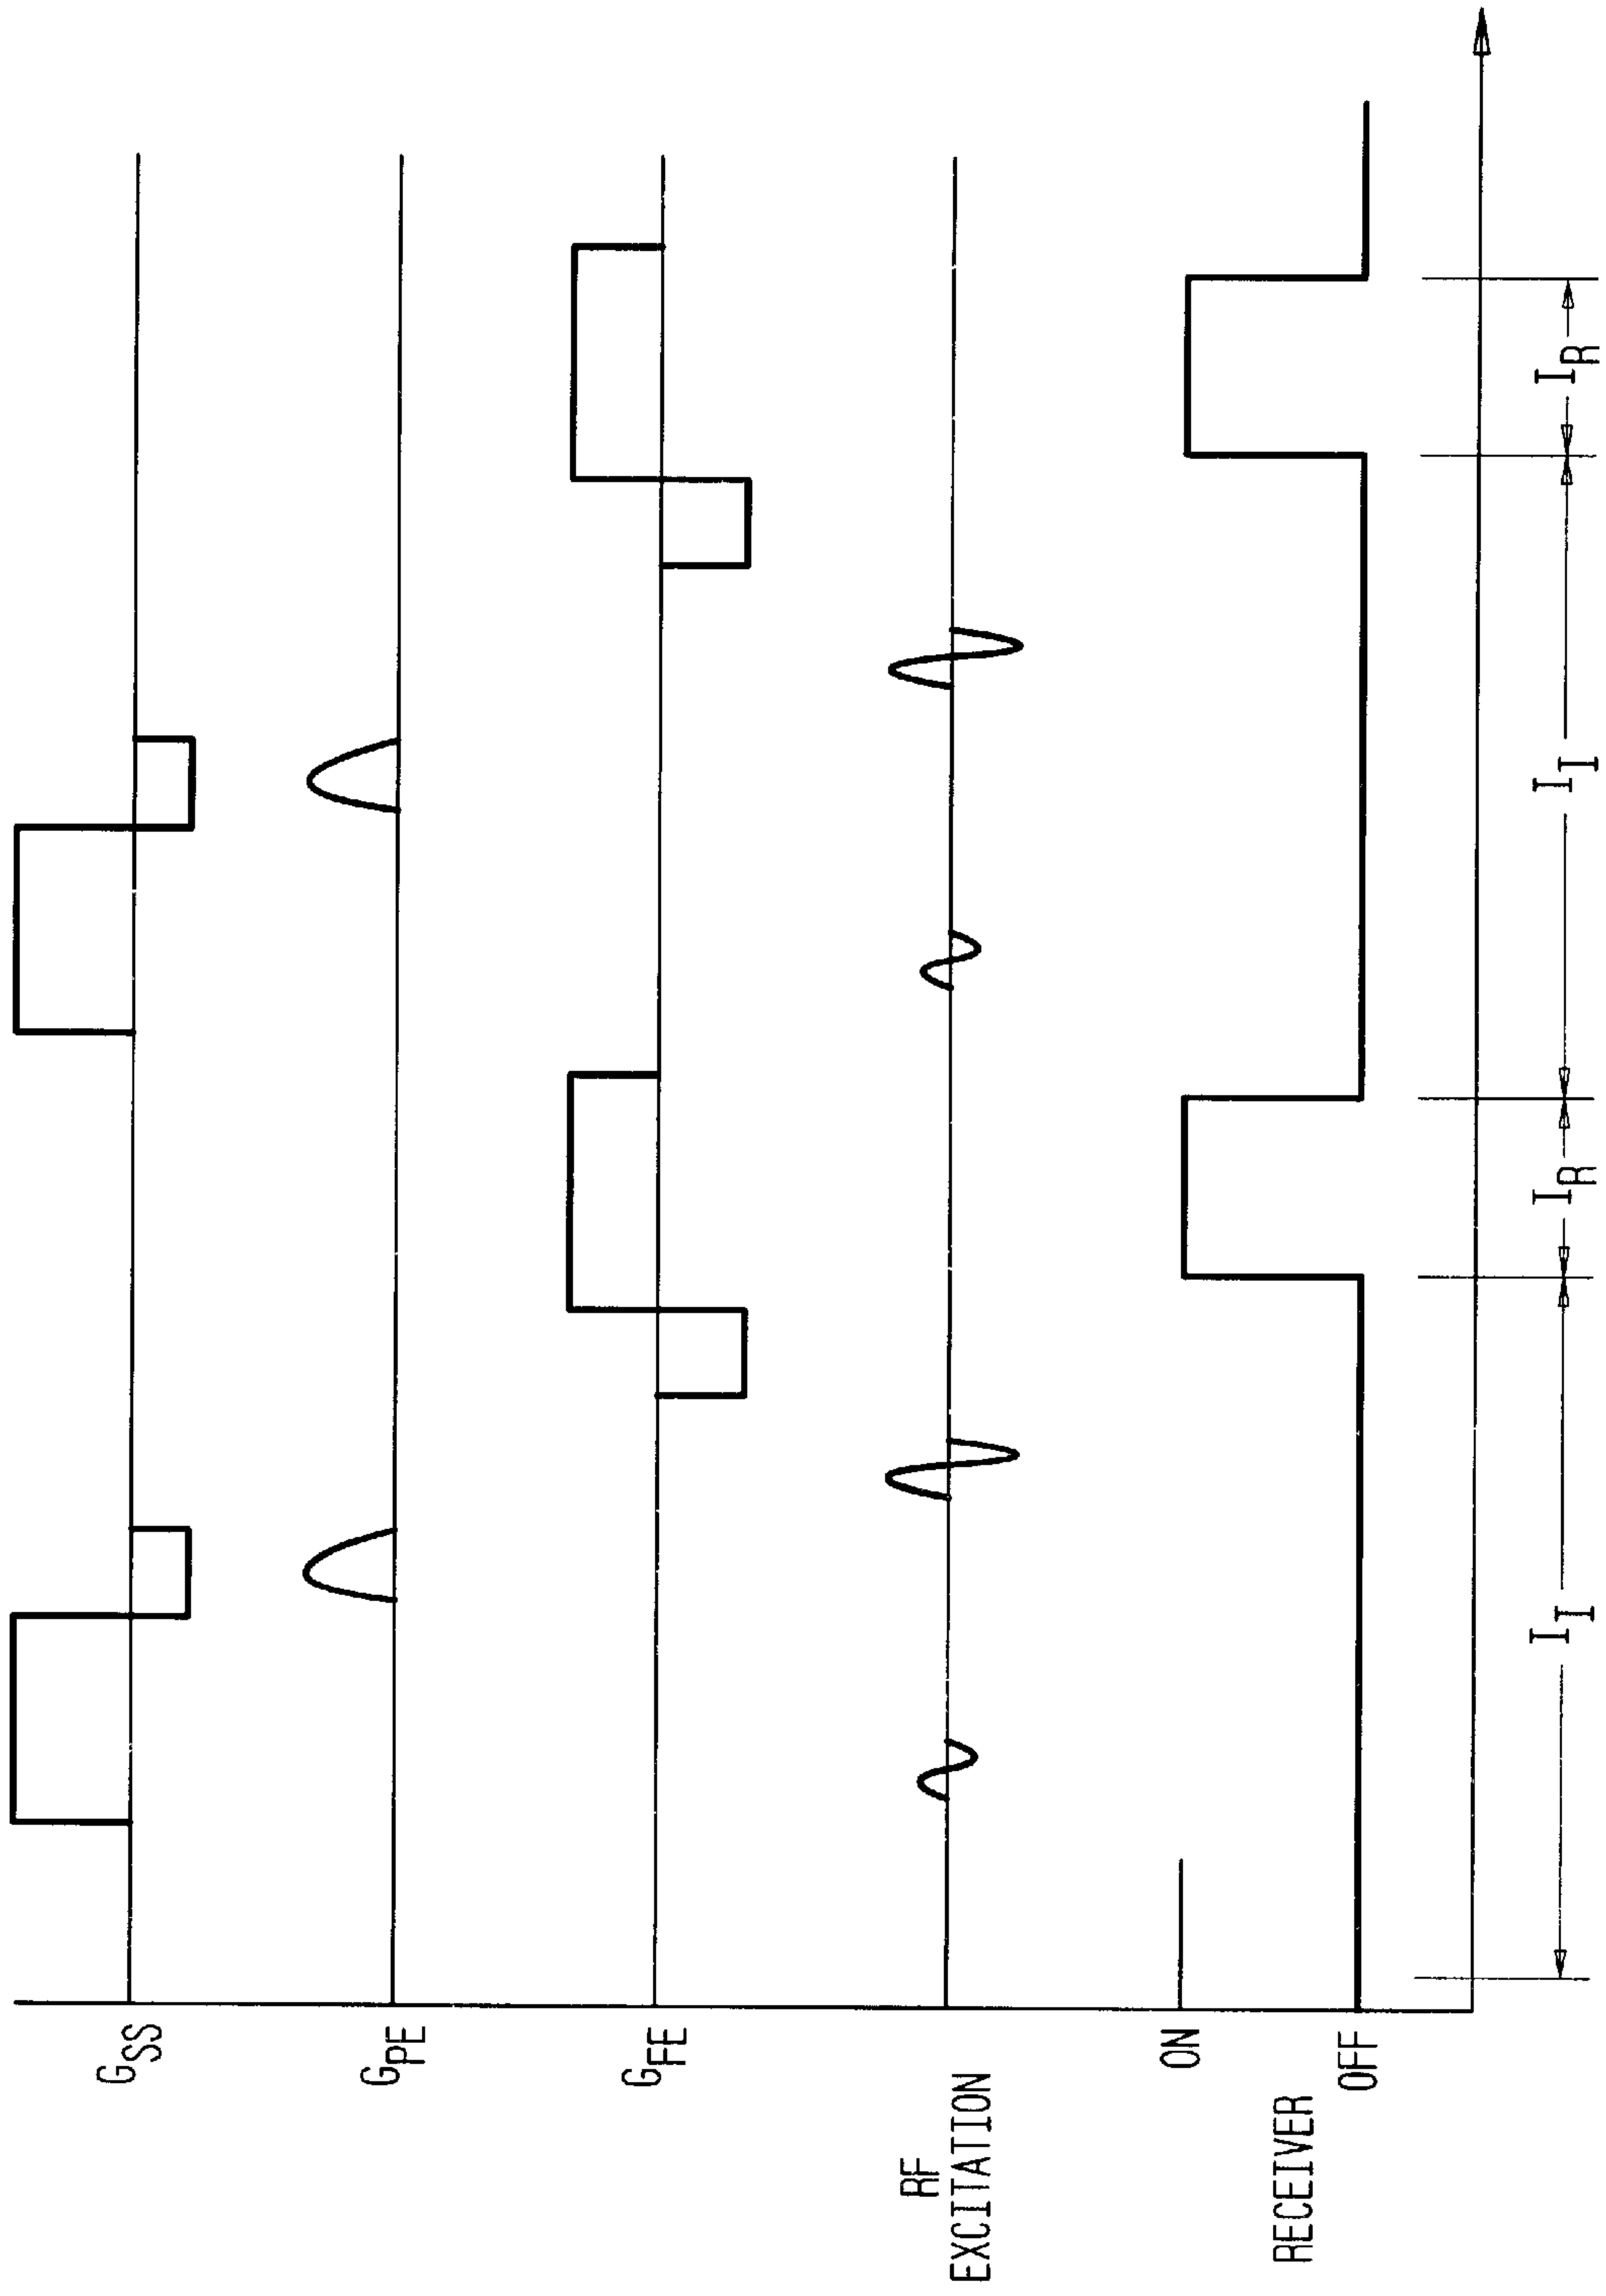 G_SS
G_PE
G_FE
RF
EXCITATION
ON
RECEIVER
OFF
I_I
I_R
I_I
I_R